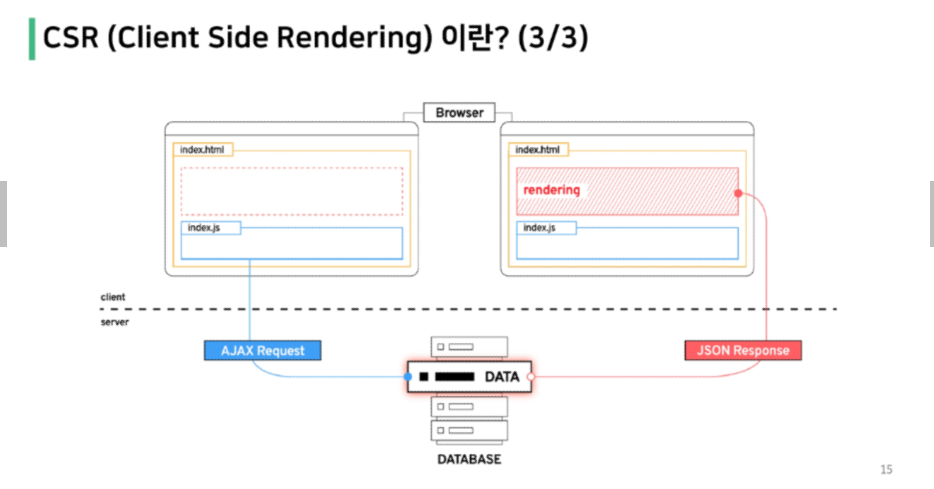 CSR (Client Side Rendering) 이란? (3/3)
Browser
index.html
index.js
index.html
rendering
index.js
client
server
AJAX Request
DATA
JSON Response
DATABASE
15